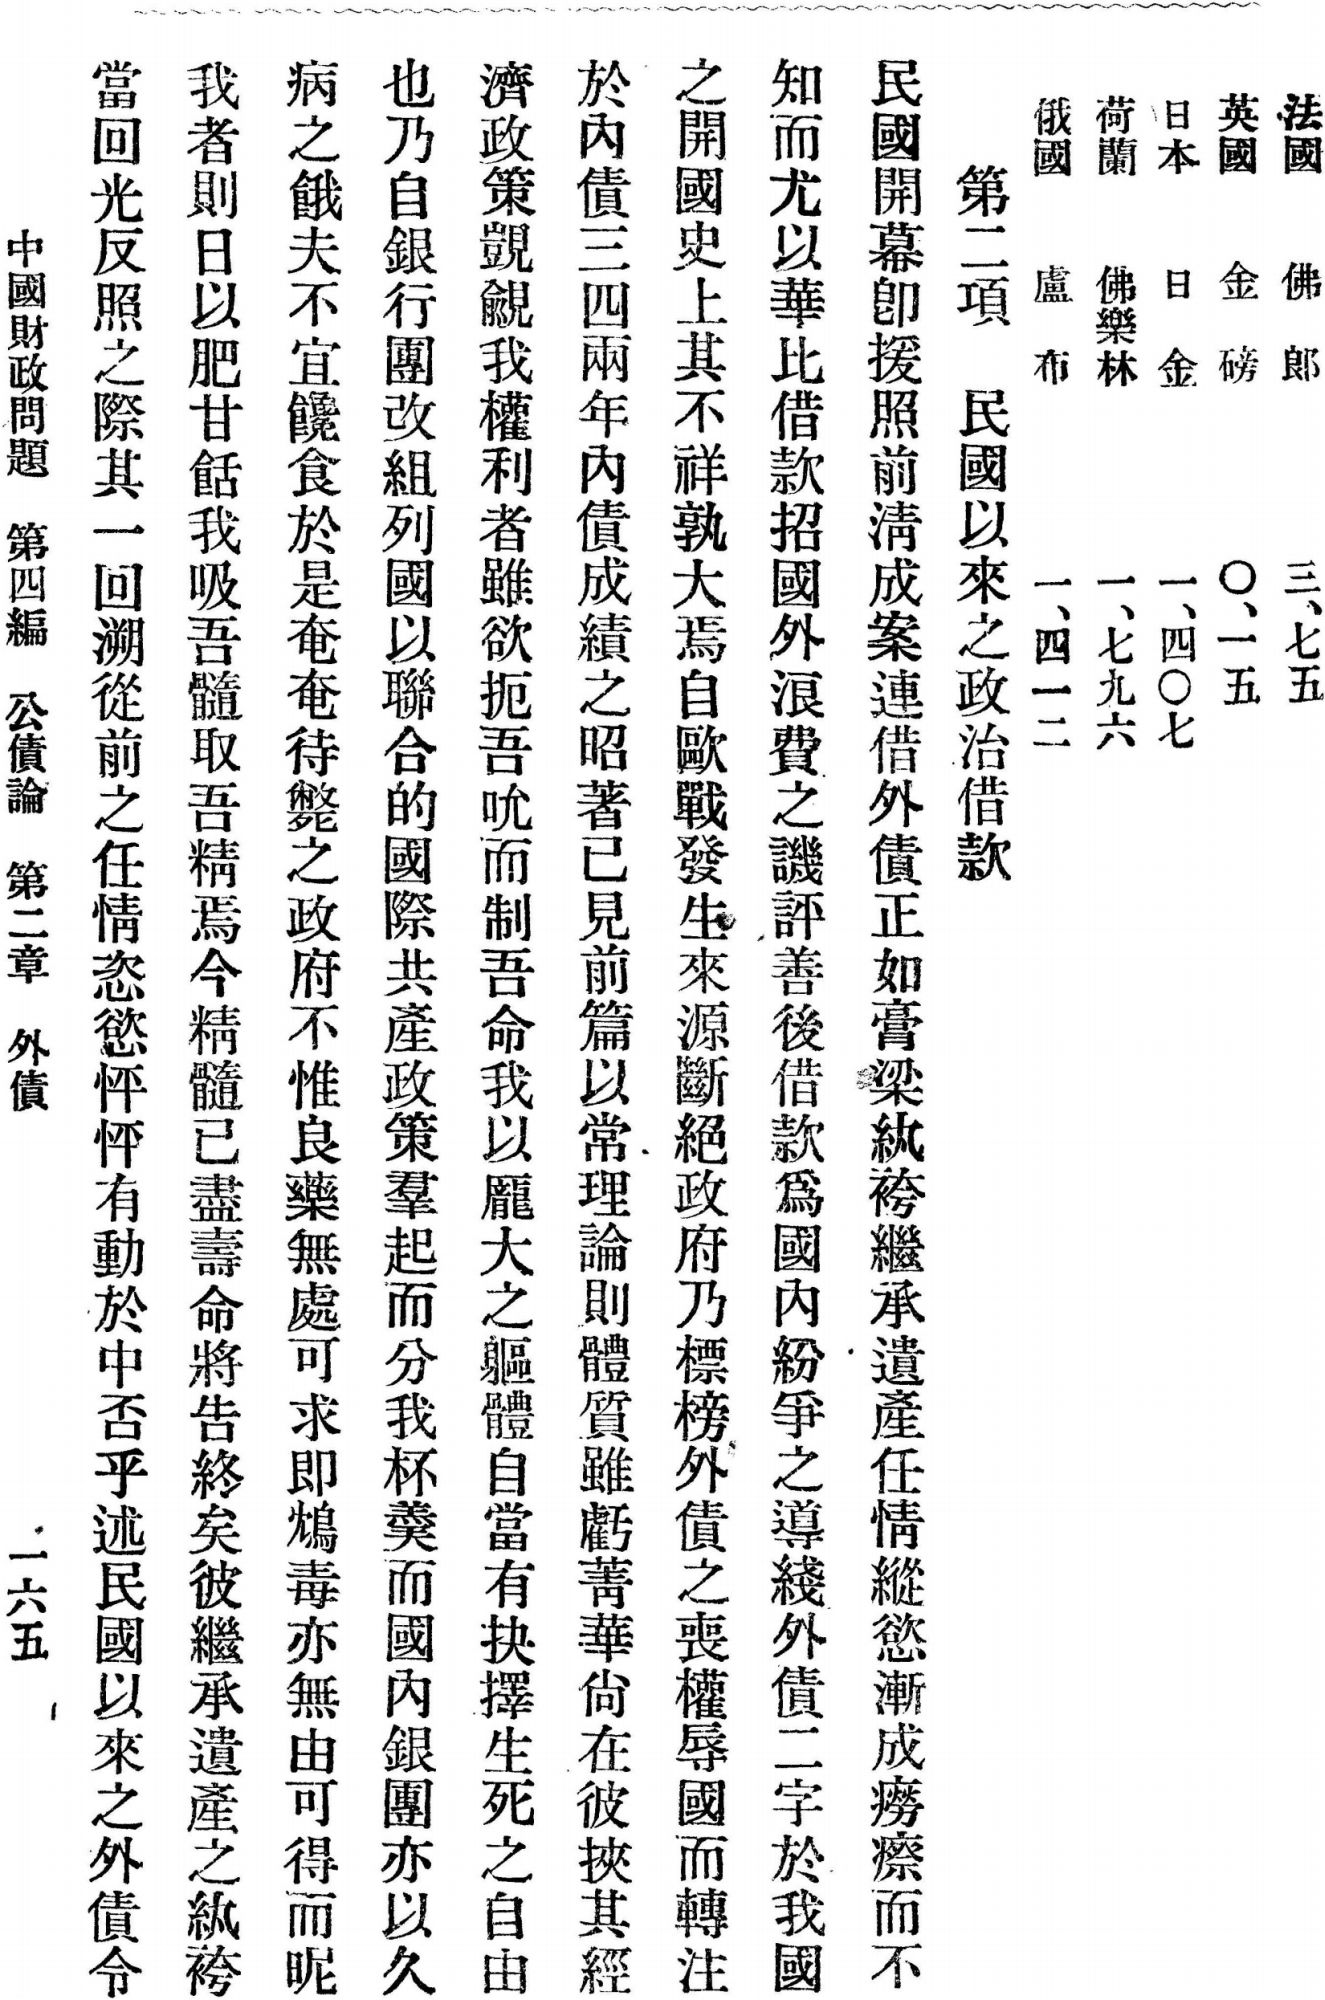 法國　佛郎　三、七五
英國　金磅　〇、一五
日本　日金　一、四〇七
荷蘭　佛樂林　一、七九六
俄國　盧布　一、四一二
第二項　民國以來之政治借款
民國開幕卽援照前淸成案連借外債正如膏粱紈袴繼承遺產任情縱慾漸成癆瘵而不
知而尤以華比借款招國外浪費之譏評善後借款爲國內紛爭之導綫外債二字於我國
之開國史上其不祥孰大焉自歐戰發生來源斷絕政府乃標榜外債之喪權辱國而轉注
於內債三四兩年內債成績之昭著已見前篇以常理論則體質雖虧菁華尙在彼挾其經
濟政策覬覦我權利者雖欲扼吾吭而制吾命我以龐大之軀體自當有抉擇生死之自由
也乃自銀行團改組列國以聯合的國際共產政策羣起而分我杯羹而國內銀團亦以久
病之餓夫不宜饞食於是奄奄待斃之政府不惟良藥無處可求即鴆毒亦無由可得而昵
我者則日以肥甘餂我吸吾髓取吾精焉今精髓已盡壽命將告終矣彼繼承遺產之紈袴
當回光反照之際其一回溯從前之任情恣慾怦怦有動於中否乎述民國以來之外債令
中國財政問題　第四編　公債論　第二章　外債　一六五